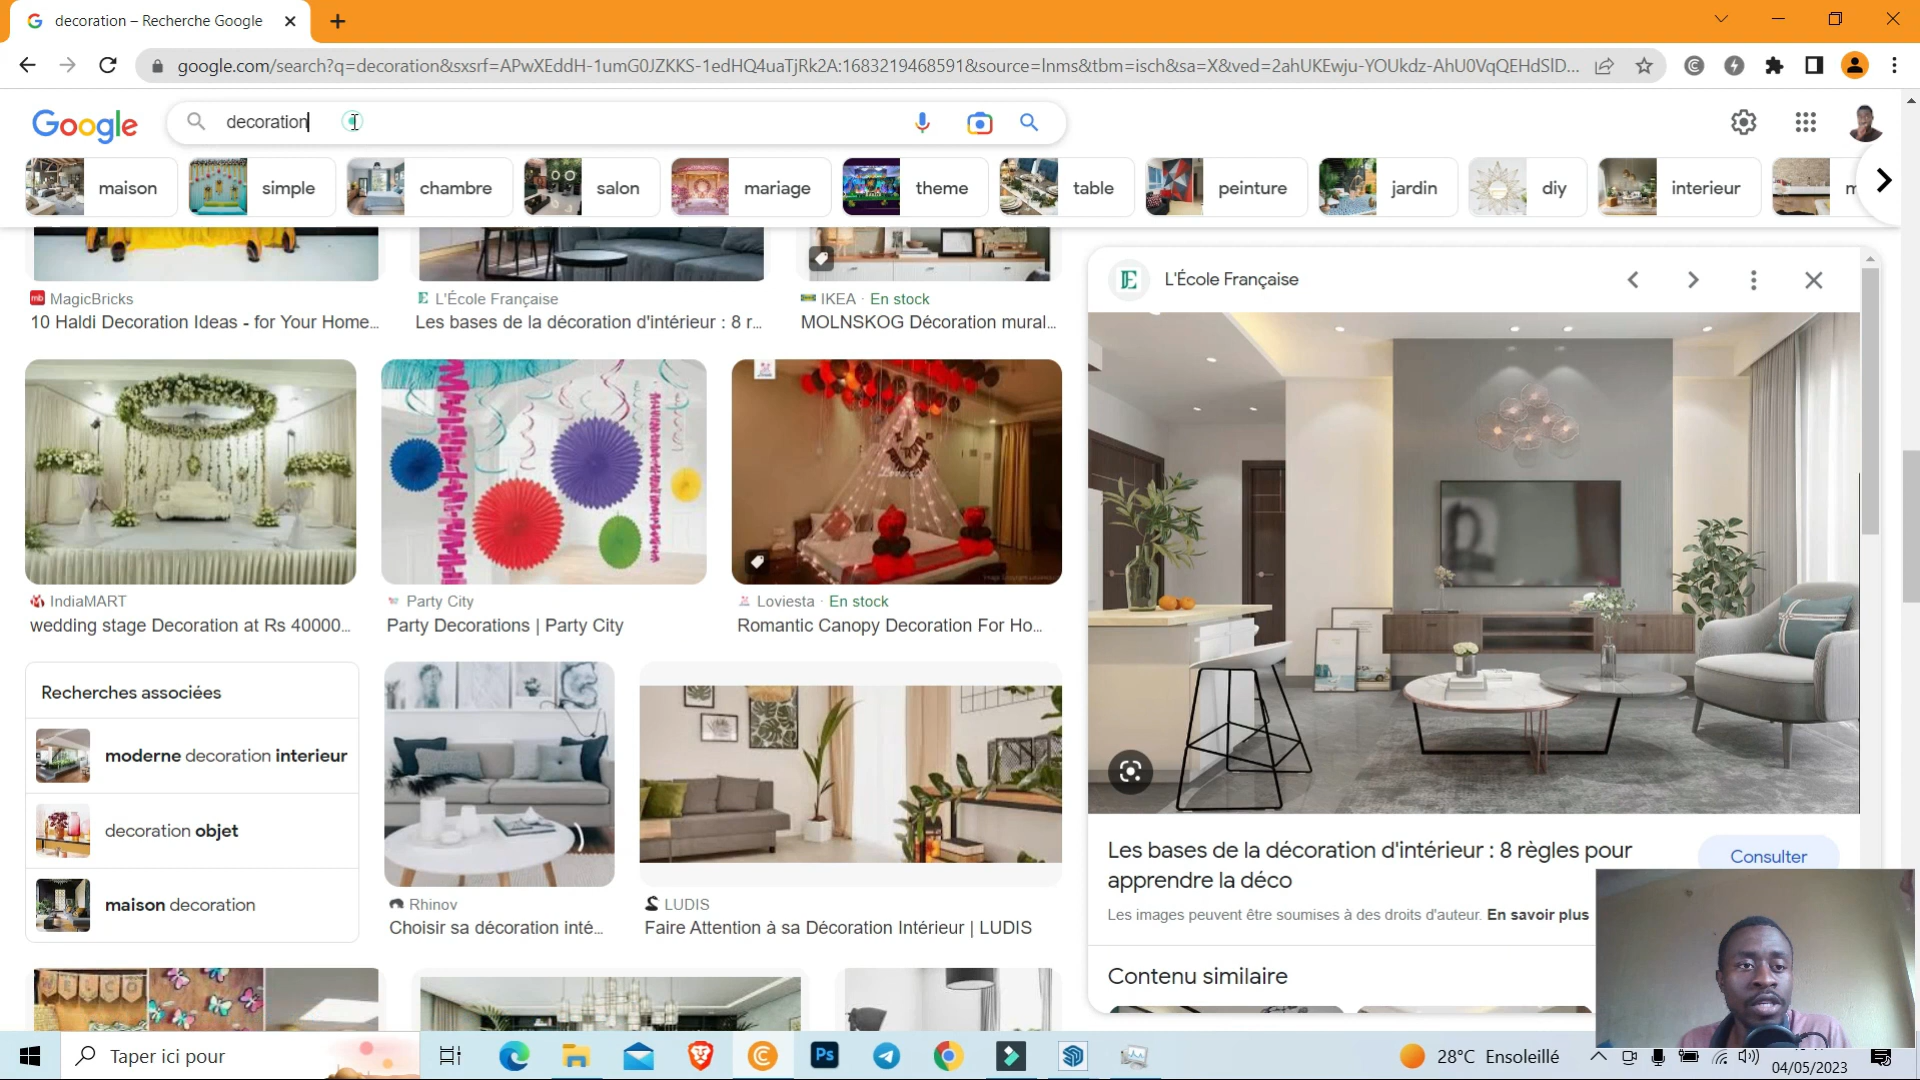 decoration – Recherche Google
google.com/search?q=decoration&sxsrf=APwXEddH-1umG0JZKKS-1edHQ4uaTjRk2A:1683219468591&source=lnms&tbm=isch&sa=X&ved=2ahUKEwju-YOUkdz-AhU0VqQEHdSlD...
Google
decoration
maison
simple
chambre
salon
mariage
theme
table
peinture
jardin
diy
interieur
MagicBricks
10 Haldi Decoration Ideas - for Your Home...
L'École Française
Les bases de la décoration d'intérieur : 8 r...
IKEA · En stock
MOLNSKOG Décoration mural...
IndiaMART
wedding stage Decoration at Rs 40000...
Party City
Party Decorations | Party City
Loviesta · En stock
Romantic Canopy Decoration For Ho...
Recherches associées
moderne decoration interieur
decoration objet
maison decoration
Rhinov
Choisir sa décoration inté...
LUDIS
Faire Attention à sa Décoration Intérieur | LUDIS
L'École Française
Les bases de la décoration d'intérieur : 8 règles pour
apprendre la déco
Consulter
Les images peuvent être soumises à des droits d'auteur. En savoir plus
Contenu similaire
Taper ici pour
Ps
28°C Ensoleillé
04/05/2023